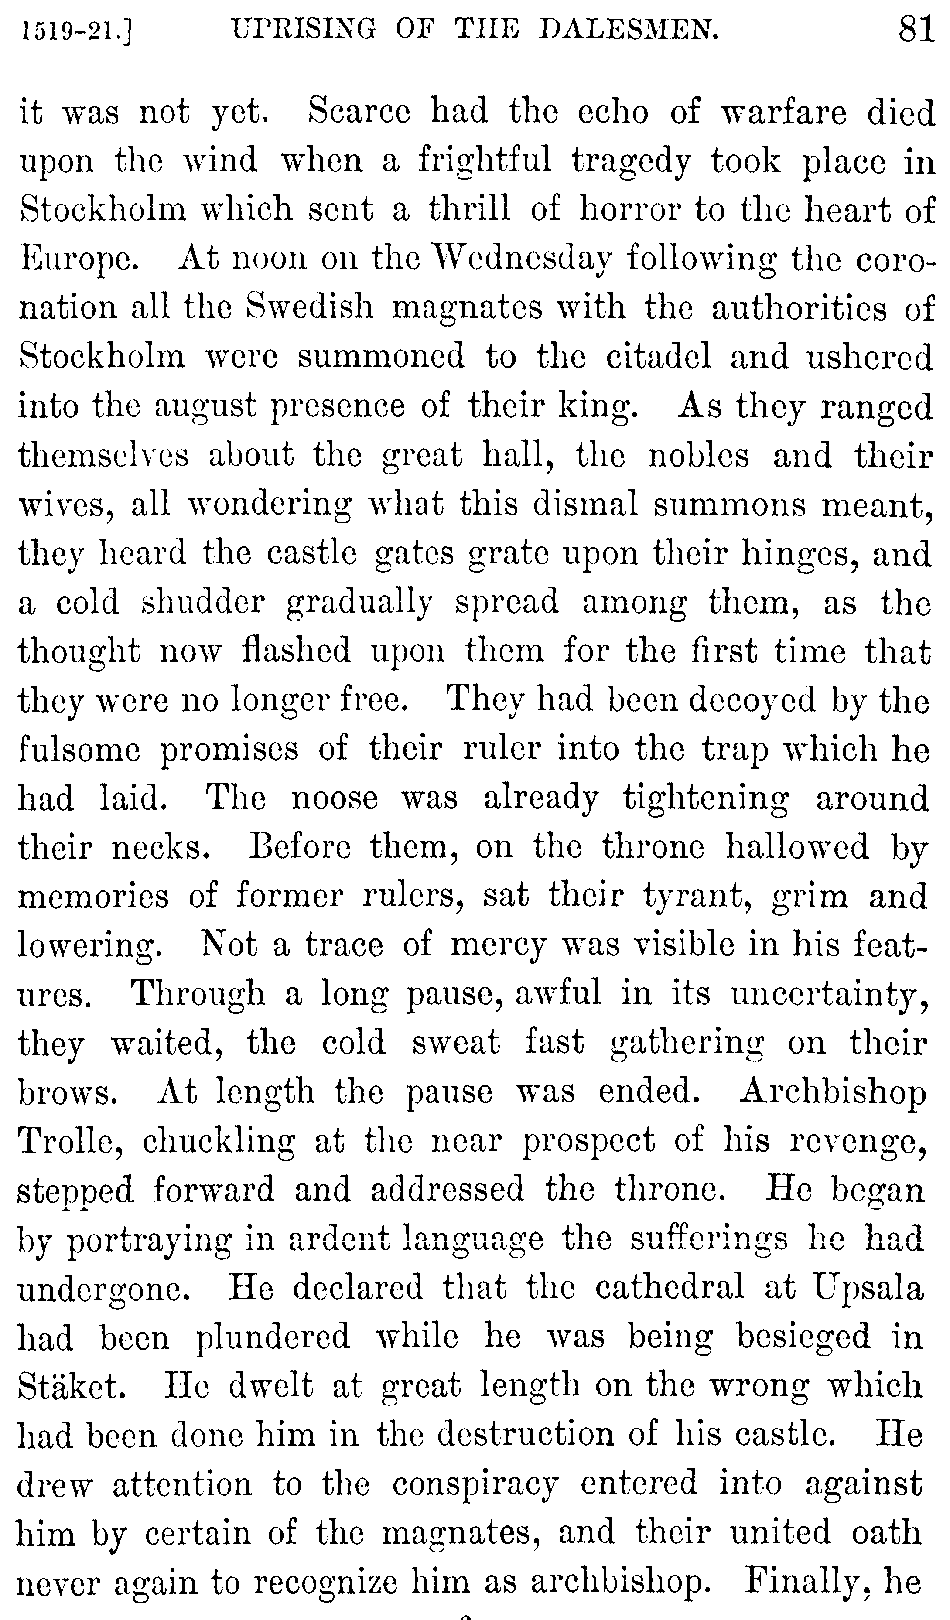 1519-21.] UPRISING OF THE DALESMEN. 81
it was not yet. Scarce had the echo of warfare died
upon the wind when a frightful tragedy took place in
Stockholm which sent a thrill of horror to the heart of
Europe. At noon on the Wednesday following the coro-
nation all the Swedish magnates with the authorities of
Stockholm were summoned to the citadel and ushered
into the august presence of their king. As they ranged
themselves about the great hall, the nobles and their
wives, all wondering what this dismal summons meant,
they heard the castle gates grate upon their hinges, and
a cold shudder gradually spread among them, as the
thought now flashed upon them for the first time that
they were no longer free. They had been decoyed by the
fulsome promises of their ruler into the trap which he
had laid. The noose was already tightening around
their necks. Before them, on the throne hallowed by
memories of former rulers, sat their tyrant, grim and
lowering. Not a trace of mercy was visible in his feat-
ures. Through a long pause, awful in its uncertainty,
they waited, the cold sweat fast gathering on their
brows. At length the pause was ended. Archbishop
Trolle, chuckling at the near prospect of his revenge,
stepped forward and addressed the throne. He began
by portraying in ardent language the sufferings he had
undergone. He declared that the cathedral at Upsala
had been plundered while he was being besieged in
Stäket. He dwelt at great length on the wrong which
had been done him in the destruction of his castle. He
drew attention to the conspiracy entered into against
him by certain of the magnates, and their united oath
never again to recognize him as archbishop. Finally, he